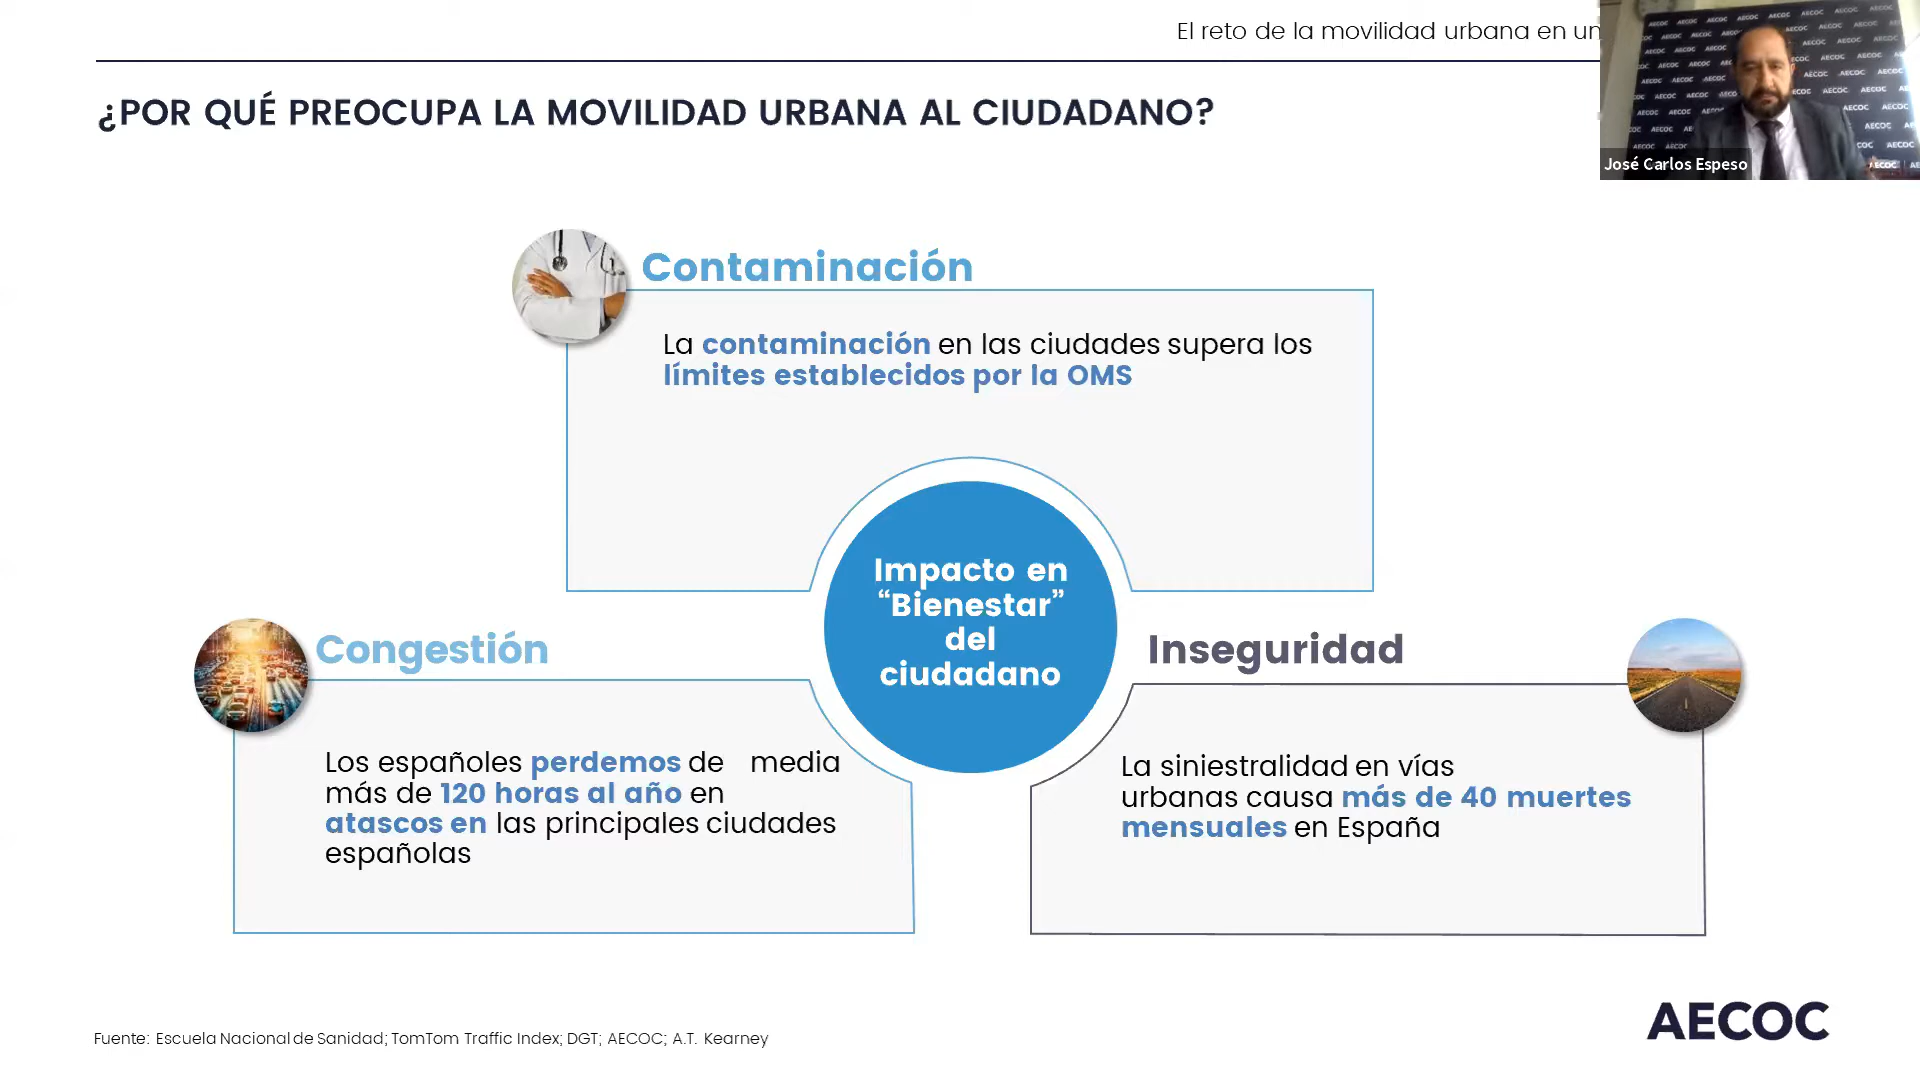 El reto de la movilidad urbana en un
¿POR QUÉ PREOCUPA LA MOVILIDAD URBANA AL CIUDADANO?
José Carlos Espeso
Contaminación
La contaminación en las ciudades supera los
límites establecidos por la OMS
Impacto en
“Bienestar”
del
ciudadano
Congestión
Los españoles perdemos de media
más de 120 horas al año en
atascos en las principales ciudades
españolas
Inseguridad
La siniestralidad en vías
urbanas causa más de 40 muertes
mensuales en España
Fuente: Escuela Nacional de Sanidad; TomTom Traffic Index; DGT; AECOC; A.T. Kearney
AECOC